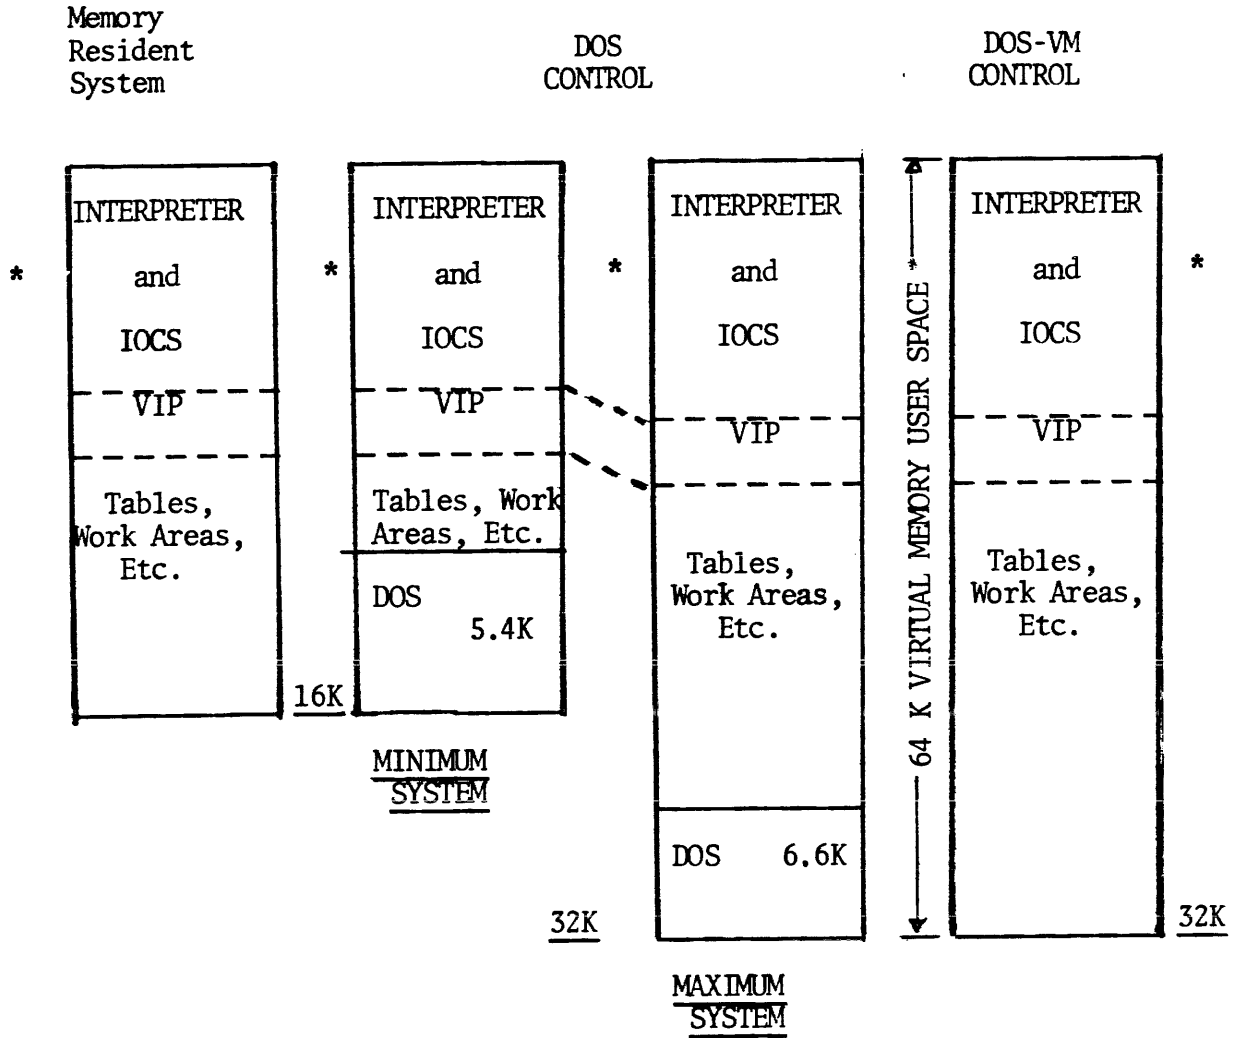 Memory
Resident
System
DOS
CONTROL
DOS-VM
CONTROL
*
INTERPRETER
and
IOCS
VIP
Tables,
Work Areas,
Etc.
16K
*
INTERPRETER
and
IOCS
VIP
Tables, Work
Areas, Etc.
DOS
5.4K
MINIMUM
SYSTEM
*
INTERPRETER
and
IOCS
VIP
Tables,
Work Areas,
Etc.
DOS 6.6K
32K
MAXIMUM
SYSTEM
64 K VIRTUAL MEMORY USER SPACE *
INTERPRETER
and
IOCS
VIP
Tables,
Work Areas,
Etc.
*
32K